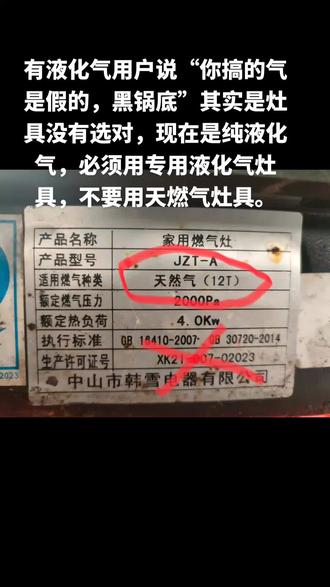 有液化气用户说“你搞的气
是假的，黑锅底”其实是灶
具没有选对，现在是纯液化
气，必须用专用液化气灶
具，不要用天燃气灶具。
产品名称 家用燃气灶
产品型号 JZT-A
适用燃气种类 天然气（12T）
额定燃气压力 2000Pa
额定热负荷 4.0Kw
执行标准 GB 16410-2007· GB 30720-2014
生产许可证号 XK21-007-02023
中山市韩雪电器有限公司
2023